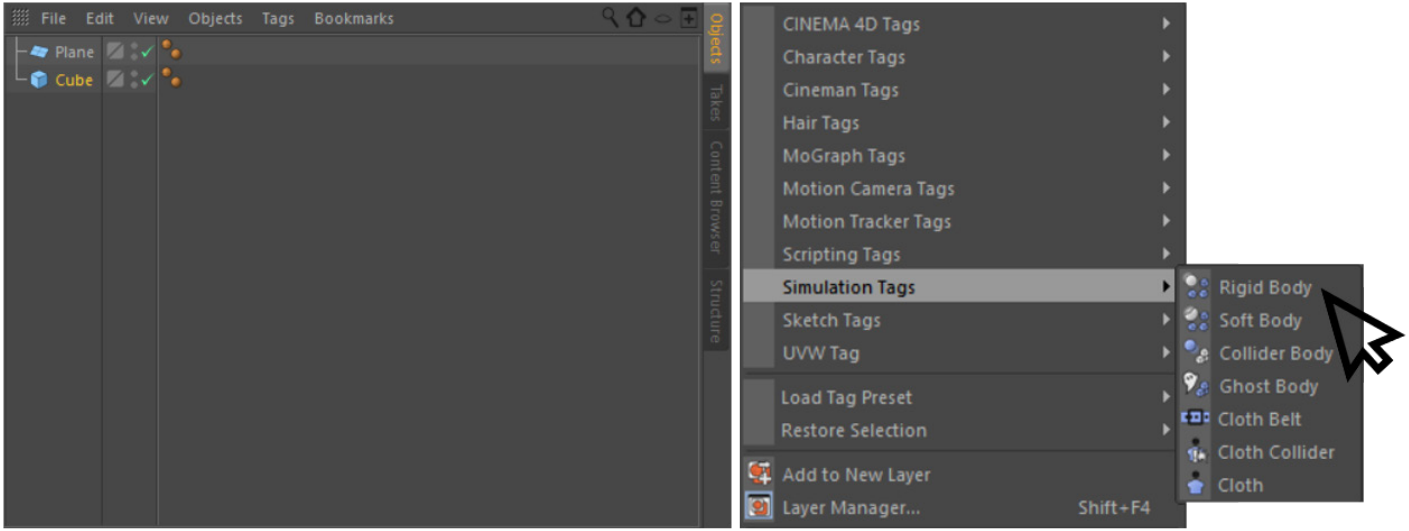 File Edit View Objects Tags Bookmarks
Plane
Cube
Objects
Takes
Content Browser
Structure
CINEMA 4D Tags
Character Tags
Cineman Tags
Hair Tags
MoGraph Tags
Motion Camera Tags
Motion Tracker Tags
Scripting Tags
Simulation Tags
Sketch Tags
UVW Tag
Load Tag Preset
Restore Selection
Add to New Layer
Layer Manager... Shift+F4
Rigid Body
Soft Body
Collider Body
Ghost Body
Cloth Belt
Cloth Collider
Cloth